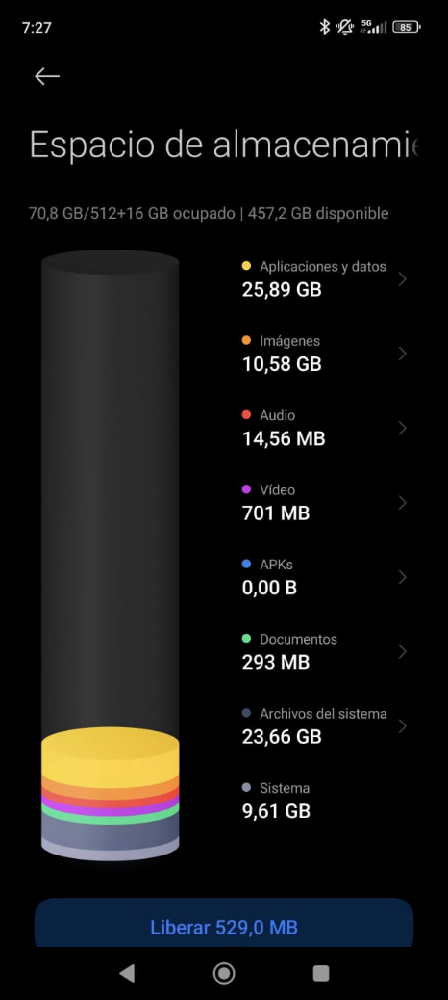 7:27
5G
85
Espacio de almacenamie
70,8 GB/512+16 GB ocupado | 457,2 GB disponible
Aplicaciones y datos
25,89 GB
Imágenes
10,58 GB
Audio
14,56 MB
Vídeo
701 MB
APKs
0,00 B
Documentos
293 MB
Archivos del sistema
23,66 GB
Sistema
9,61 GB
Liberar 529,0 MB